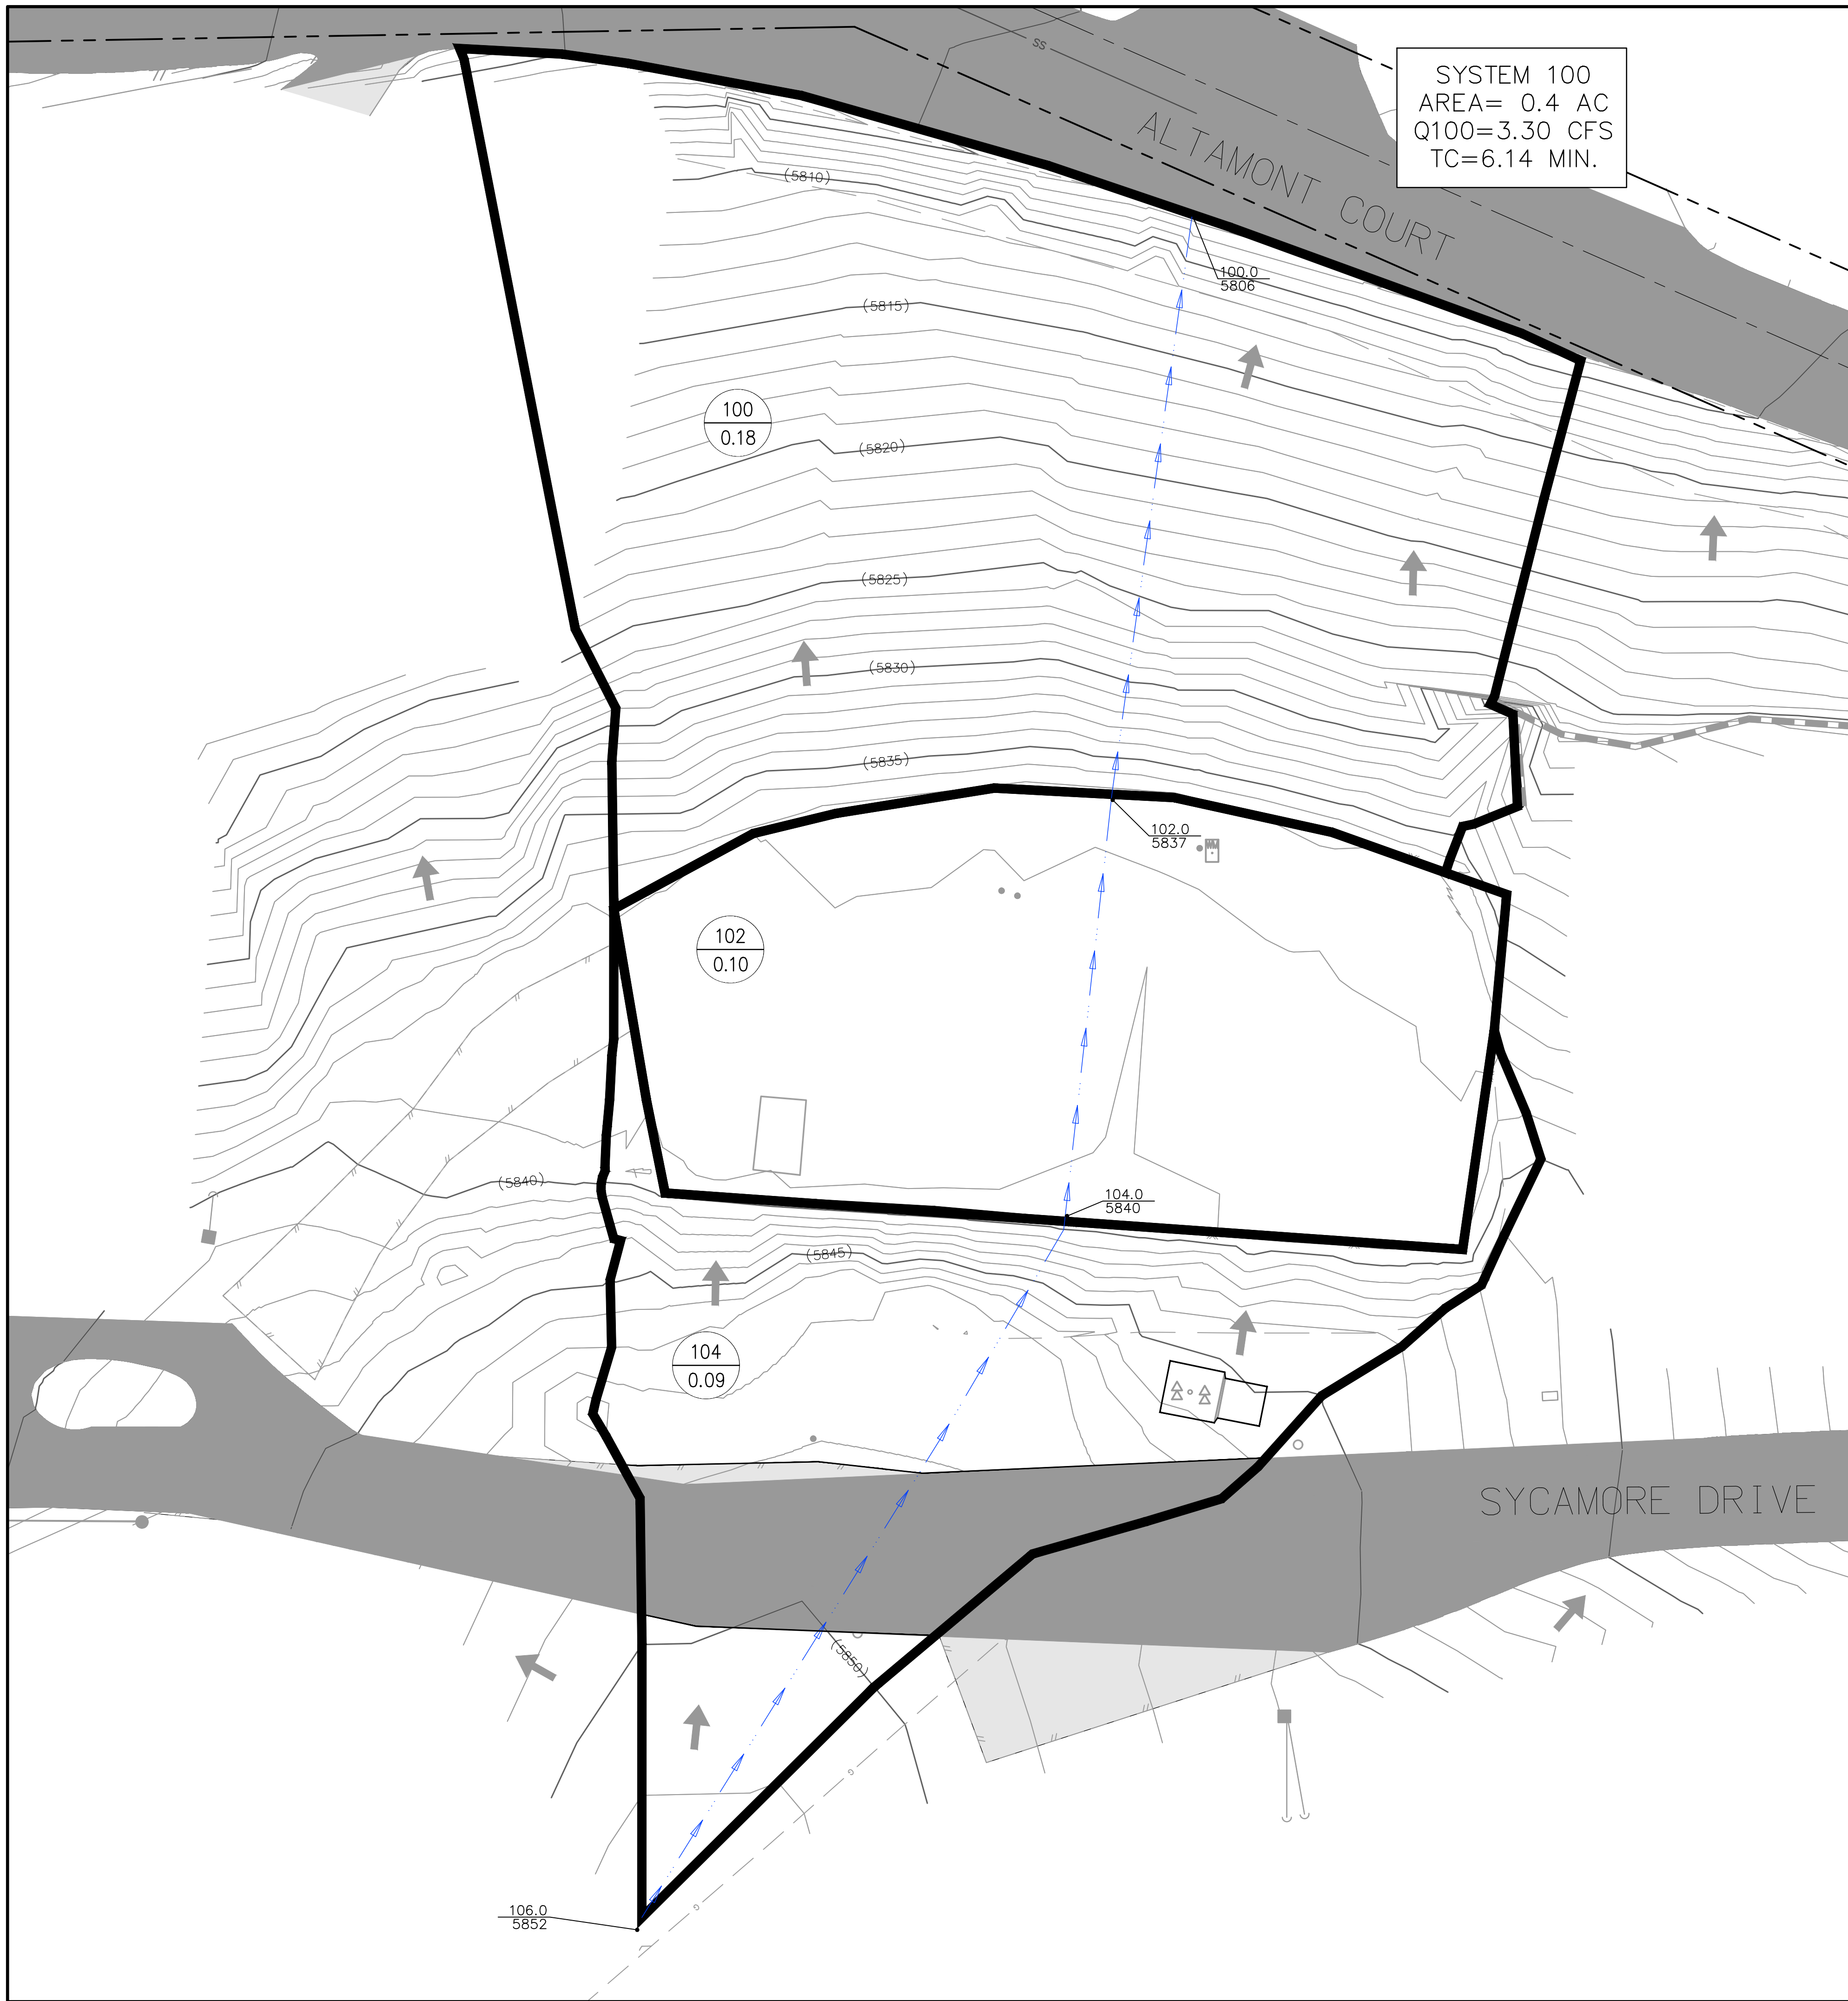 SS
SYSTEM 100
AREA= 0.4 AC
Q100=3.30 CFS
TC=6.14 MIN.
ALTAMONT COURT
(5810)
100.0
5806
(5815)
100
0.18
(5820)
(5825)
(5830)
(5835)
102.0
5837
WM
102
0.10
(5840)
104.0
5840
(5845)
104
0.09
SYCAMORE DRIVE
(5850)
106.0
5852